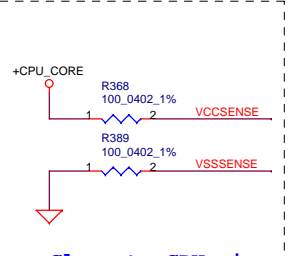 +CPU_CORE
R368
100_0402_1%
1 2 VCCSENSE
R389
100_0402_1%
1 2 VSSSENSE